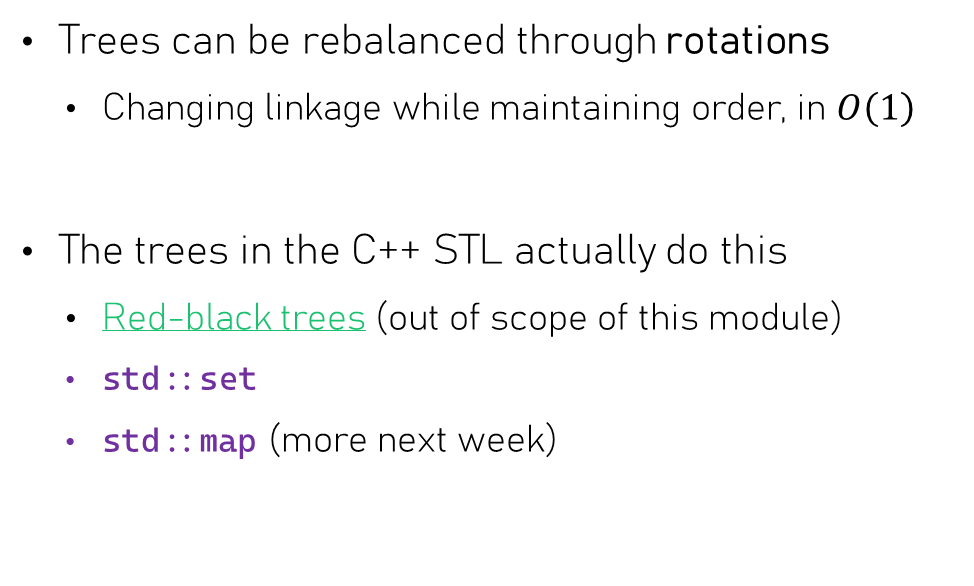 • Trees can be rebalanced through rotations
• Changing linkage while maintaining order, in O(1)
• The trees in the C++ STL actually do this
• Red-black trees (out of scope of this module)
• std::set
• std::map (more next week)